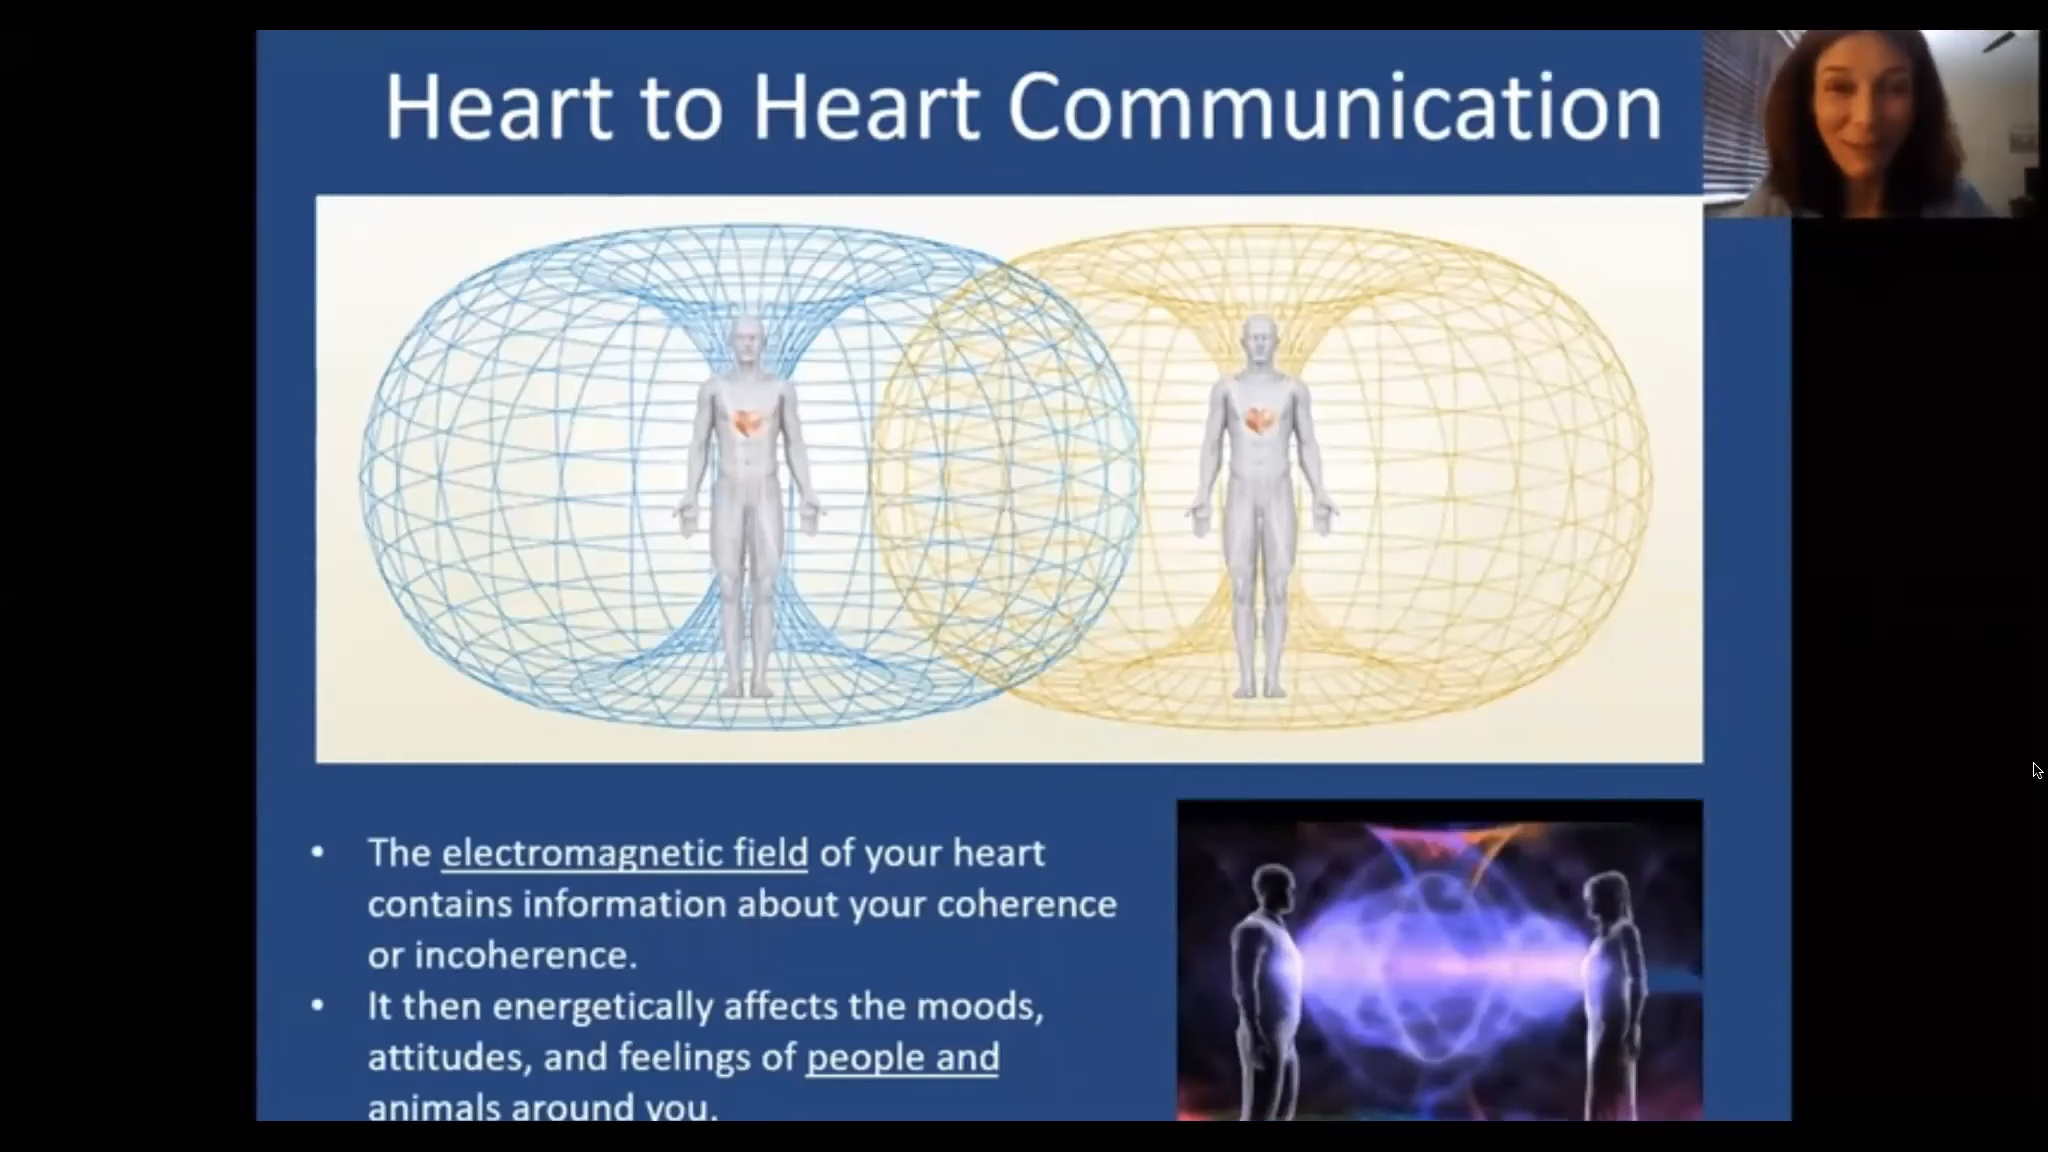 Heart to Heart Communication
• The electromagnetic field of your heart
contains information about your coherence
or incoherence.
• It then energetically affects the moods,
attitudes, and feelings of people and
animals around you.